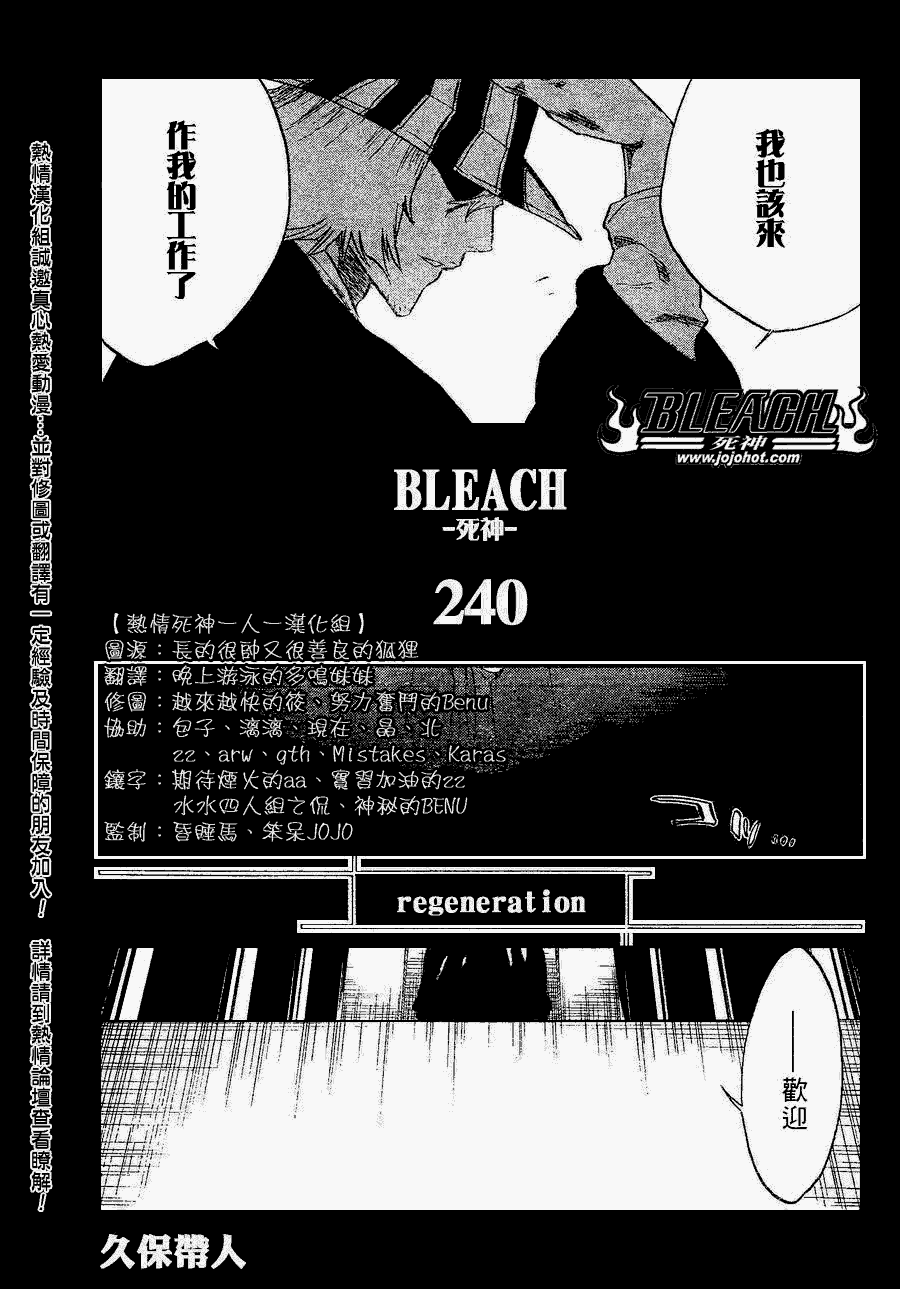 我也該來
作我的工作了
BLEACH
死神
www.jojohot.com
BLEACH
-死神-
240
【熱情死神一人一漢化組】
圖源：長的很帥又很善良的狐狸
翻譯：晚上游泳的多嗚妹妹
修圖：越來越快的筱、努力奮鬥的Benu
協助：包子、漓漓、現在、晶、北
zz、arw、gth、Mistakes、Karas
鑲字：期待煙火的aa、實習加油的zz
水水四人組之侃、神秘的BENU
監制：昏睡馬、笨呆JOJO
コツ
regeneration
——歡迎
久保帶人
熱情漢化組誠邀真心熱愛動漫…並對修圖或翻譯有一定經驗及時間保障的朋友加入！ 詳情請到熱情論壇查看瞭解！